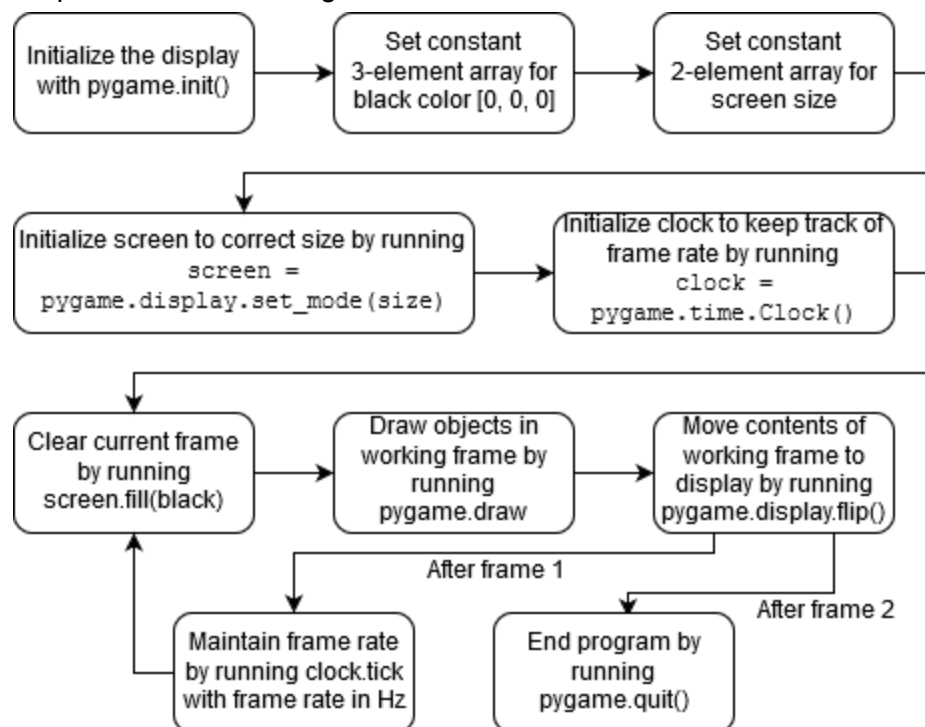 Initialize the display
with pygame.init()
Set constant
3-element array for
black color [0, 0, 0]
Set constant
2-element array for
screen size
Initialize screen to correct size by running
screen =
pygame.display.set_mode(size)
Initialize clock to keep track of
frame rate by running
clock =
pygame.time.Clock()
Clear current frame
by running
screen.fill(black)
Draw objects in
working frame by
running
pygame.draw
Move contents of
working frame to
display by running
pygame.display.flip()
After frame 1
After frame 2
Maintain frame rate
by running clock.tick
with frame rate in Hz
End program by
running
pygame.quit()